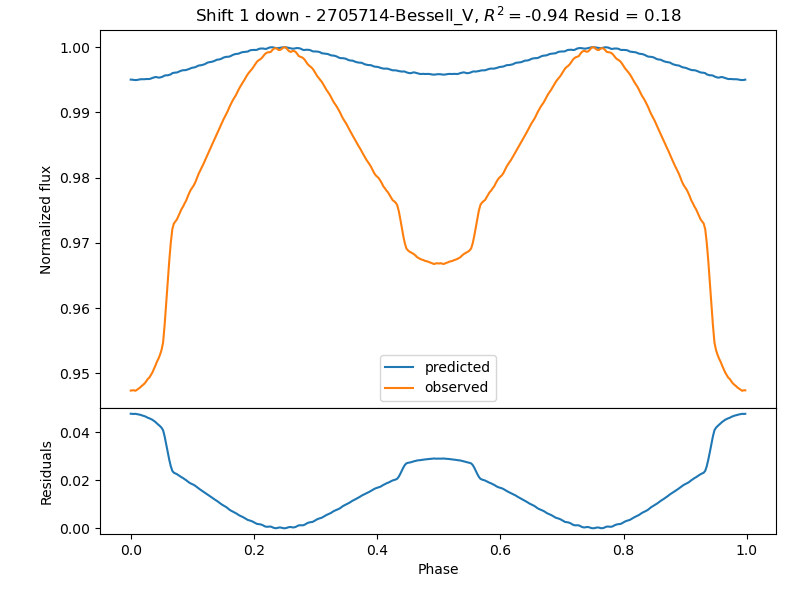 Shift 1 down - 2705714-Bessell_V, R² = -0.94 Resid = 0.18
1.00
0.99
0.98
0.97
0.96
0.95
Normalized flux
predicted
observed
0.04
0.02
0.00
Residuals
0.0 0.2 0.4 0.6 0.8 1.0
Phase